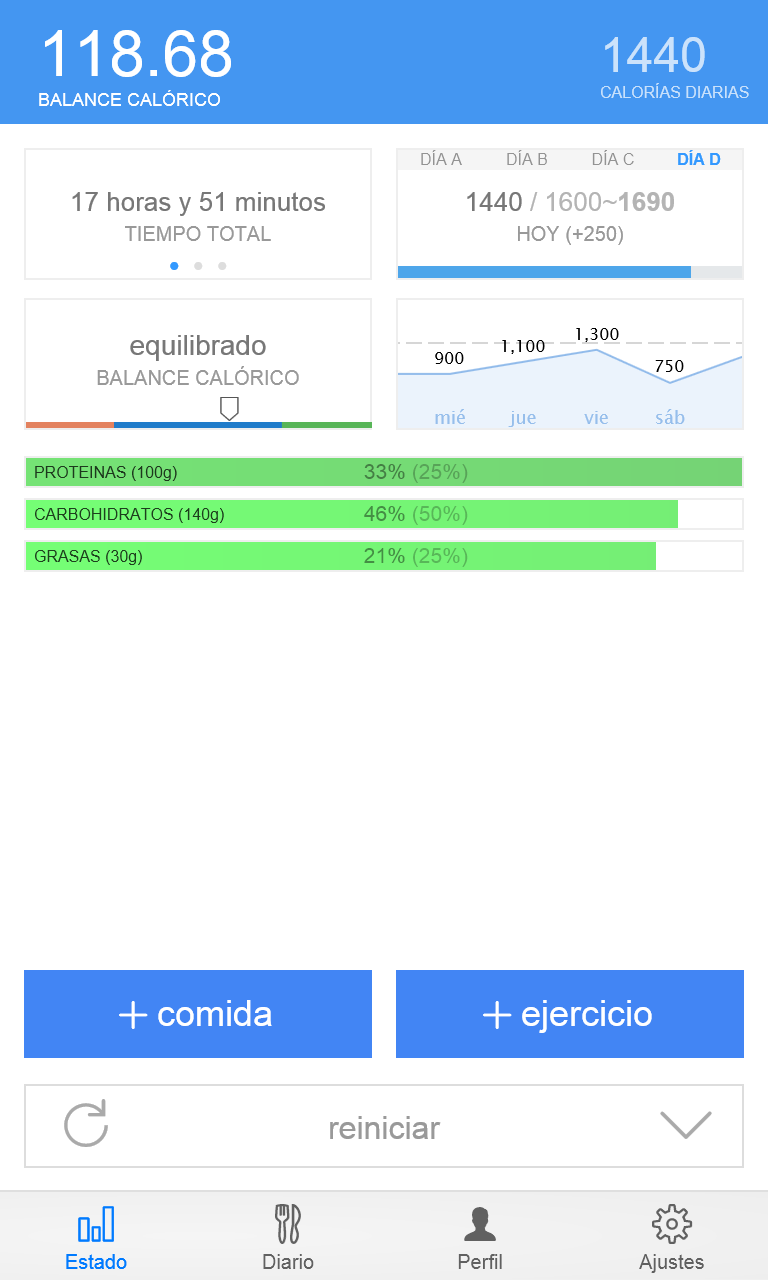 118.68
BALANCE CALÓRICO
1440
CALORÍAS DIARIAS
17 horas y 51 minutos
TIEMPO TOTAL
DÍA A DÍA B DÍA C DÍA D
1440 / 1600~1690
HOY (+250)
equilibrado
BALANCE CALÓRICO
900 1,100 1,300 750
mié jue vie sáb
PROTEINAS (100g) 33% (25%)
CARBOHIDRATOS (140g) 46% (50%)
GRASAS (30g) 21% (25%)
+ comida
+ ejercicio
reiniciar
Estado Diario Perfil Ajustes